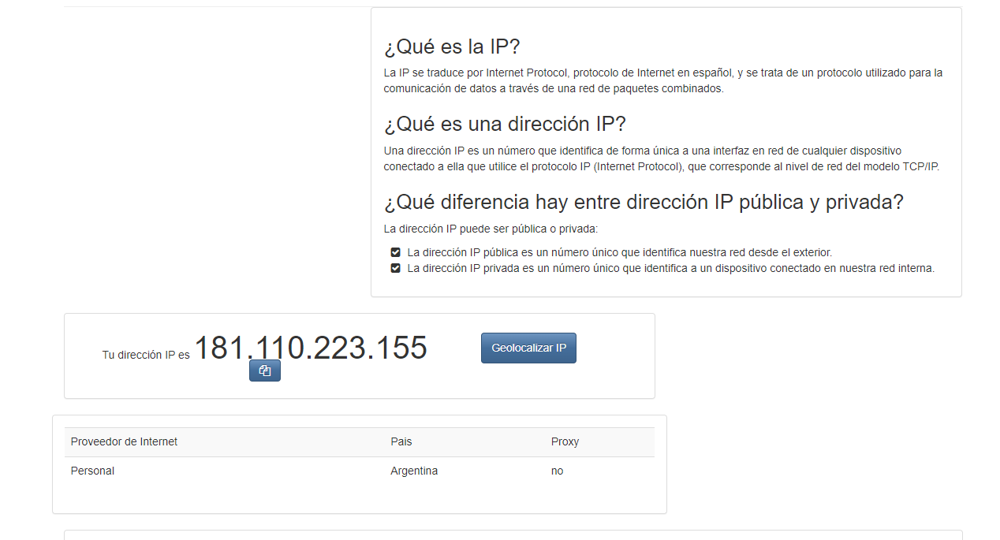 ¿Qué es la IP?
La IP se traduce por Internet Protocol, protocolo de Internet en español, y se trata de un protocolo utilizado para la
comunicación de datos a través de una red de paquetes combinados.
¿Qué es una dirección IP?
Una dirección IP es un número que identifica de forma única a una interfaz en red de cualquier dispositivo
conectado a ella que utilice el protocolo IP (Internet Protocol), que corresponde al nivel de red del modelo TCP/IP.
¿Qué diferencia hay entre dirección IP pública y privada?
La dirección IP puede ser pública o privada:
La dirección IP pública es un número único que identifica nuestra red desde el exterior.
La dirección IP privada es un número único que identifica a un dispositivo conectado en nuestra red interna.
Tu dirección IP es 181.110.223.155 Geolocalizar IP
Proveedor de Internet Pais Proxy
Personal Argentina no